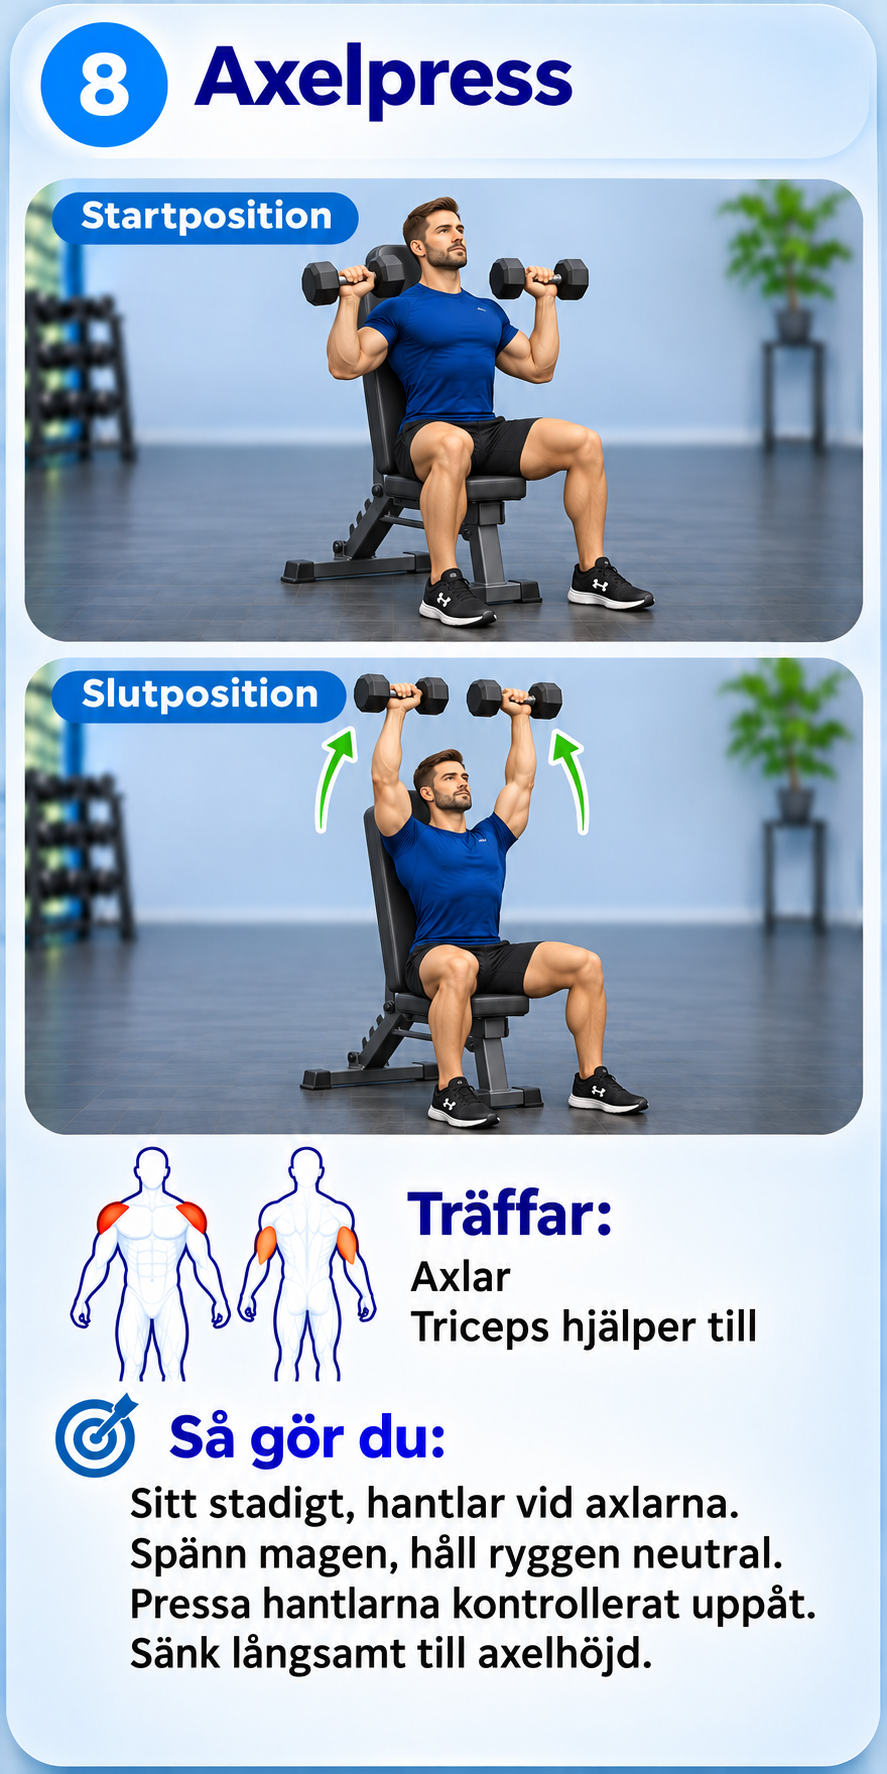 8
Axelpress
Startposition
Slutposition
Träffar:
Axlar
Triceps hjälper till
Så gör du:
Sitt stadigt, hantlar vid axlarna.
Spänn magen, håll ryggen neutral.
Pressa hantlarna kontrollerat uppåt.
Sänk långsamt till axelhöjd.